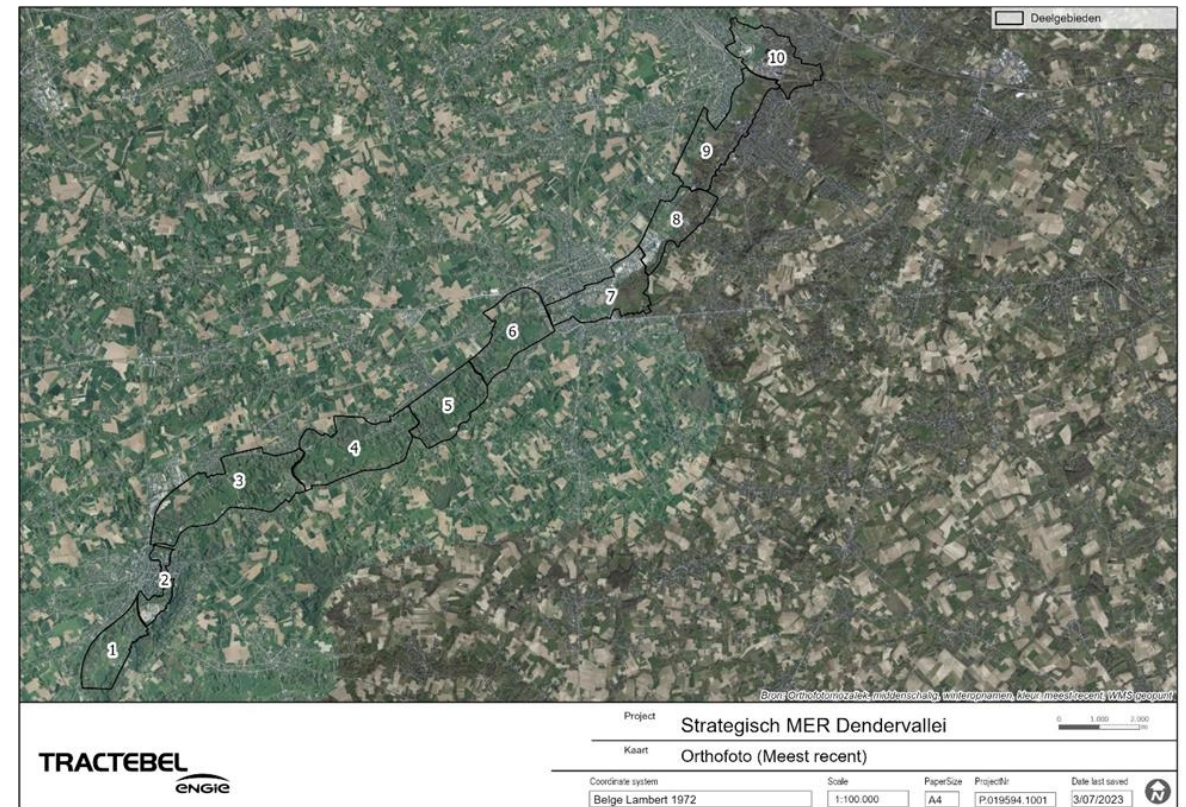 Deelgebieden
10
9
8
7
6
5
4
3
2
1
Bron: Orthofotomozaïek, middenschalig, winteropnamen, kleur, meest recent, WMS geopunt
Project
Strategisch MER Dendervallei
0 1.000 2.000
m
Kaart
Orthofoto (Meest recent)
TRACTEBEL
ENGIE
Coordinate system
Scale
PaperSize
ProjectNr
Date last saved
Belge Lambert 1972
1:100.000
A4
P.019594.1001
3/07/2023
N